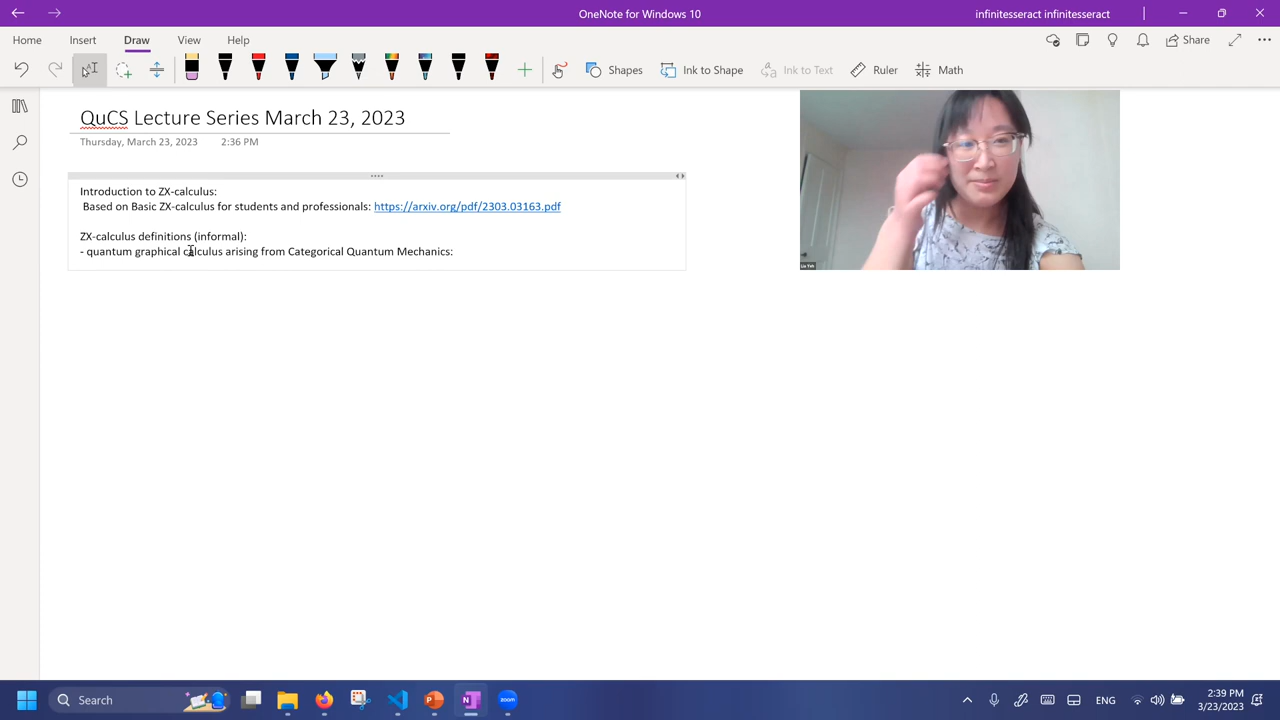 OneNote for Windows 10
infinitesseract infinitesseract
Home
Insert
Draw
View
Help
Share
Shapes
Ink to Shape
Ink to Text
Ruler
Math
QuCS Lecture Series March 23, 2023
Thursday, March 23, 2023 2:36 PM
Introduction to ZX-calculus:
Based on Basic ZX-calculus for students and professionals: https://arxiv.org/pdf/2303.03163.pdf
ZX-calculus definitions (informal):
- quantum graphical calculus arising from Categorical Quantum Mechanics:
Lia Yeh
Search
zoom
ENG
2:39 PM
3/23/2023